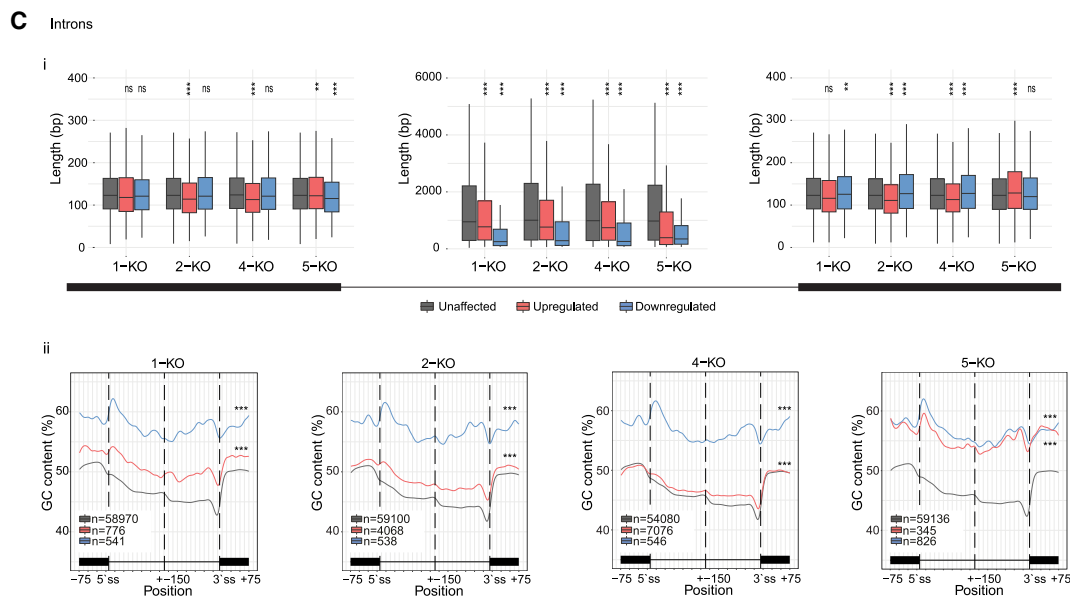 C Introns
i
400
300
200
100
0
Length (bp)
ns ns *** ns *** ns ** ***
1-KO 2-KO 4-KO 5-KO
6000
4000
2000
0
Length (bp)
*** *** *** *** *** *** *** ***
1-KO 2-KO 4-KO 5-KO
400
300
200
100
0
Length (bp)
ns ** *** *** *** *** *** ns
1-KO 2-KO 4-KO 5-KO
Unaffected Upregulated Downregulated
ii
1-KO
60
50
40
GC content (%)
***
***
n=58970
n=776
n=541
-75 5`ss +-150 3`ss +75
Position
2-KO
60
50
40
GC content (%)
***
***
n=59100
n=4068
n=538
-75 5`ss +-150 3`ss +75
Position
4-KO
60
50
40
GC content (%)
***
***
n=54080
n=7076
n=546
-75 5`ss +-150 3`ss +75
Position
5-KO
60
50
40
GC content (%)
***
***
n=59136
n=345
n=826
-75 5`ss +-150 3`ss +75
Position